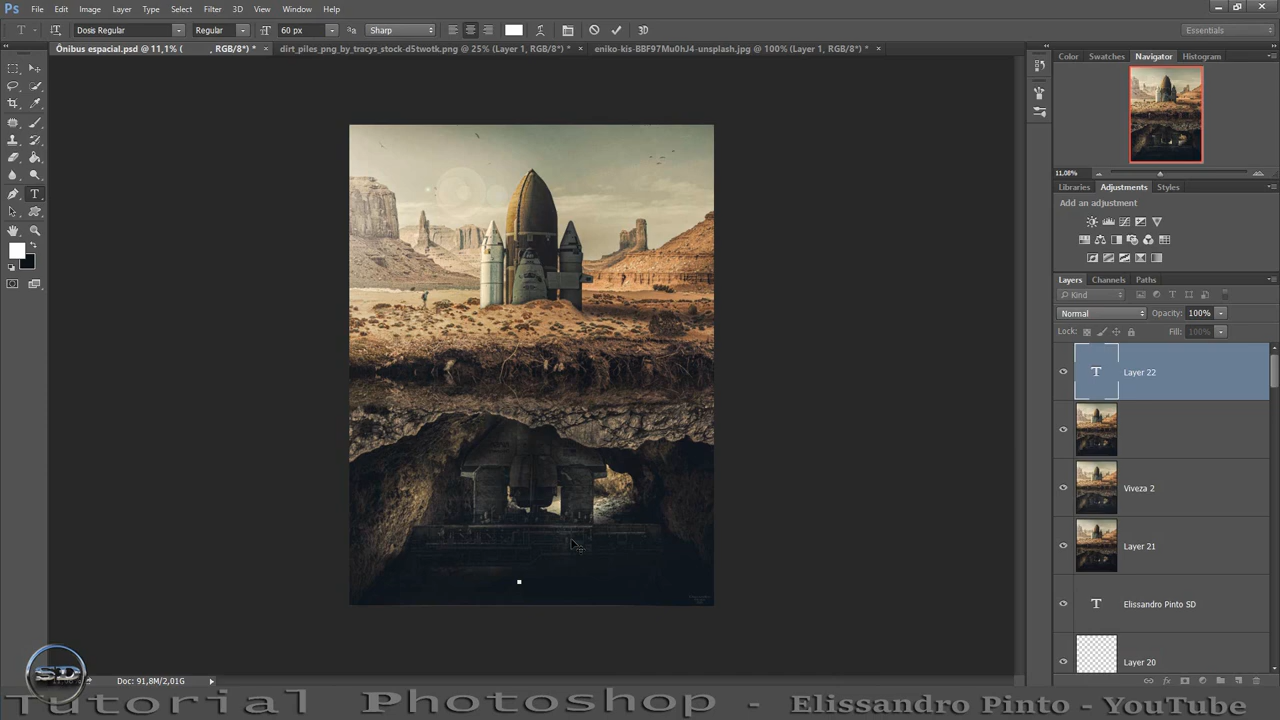 Ps File Edit Image Layer Type Select Filter 3D View Window Help
T Dosis Regular Regular 60 px aa Sharp 3D Essentials
Ônibus espacial.psd @ 11,1% ( , RGB/8*) * × dirt_piles_png_by_tracys_stock-d5twotk.png @ 25% (Layer 1, RGB/8*) * × eniko-kis-BBF97Mu0hJ4-unsplash.jpg @ 100% (Layer 1, RGB/8*) * ×
Color Swatches Navigator Histogram
11.08%
Libraries Adjustments Styles
Add an adjustment
Layers Channels Paths
Kind
Normal Opacity: 100%
Lock: Fill: 100%
T Layer 22
Viveza 2
Layer 21
T Elissandro Pinto SD
Layer 20
Doc: 91,8M/2,01G
SD
Tutorial Photoshop - Elissandro Pinto - YouTube